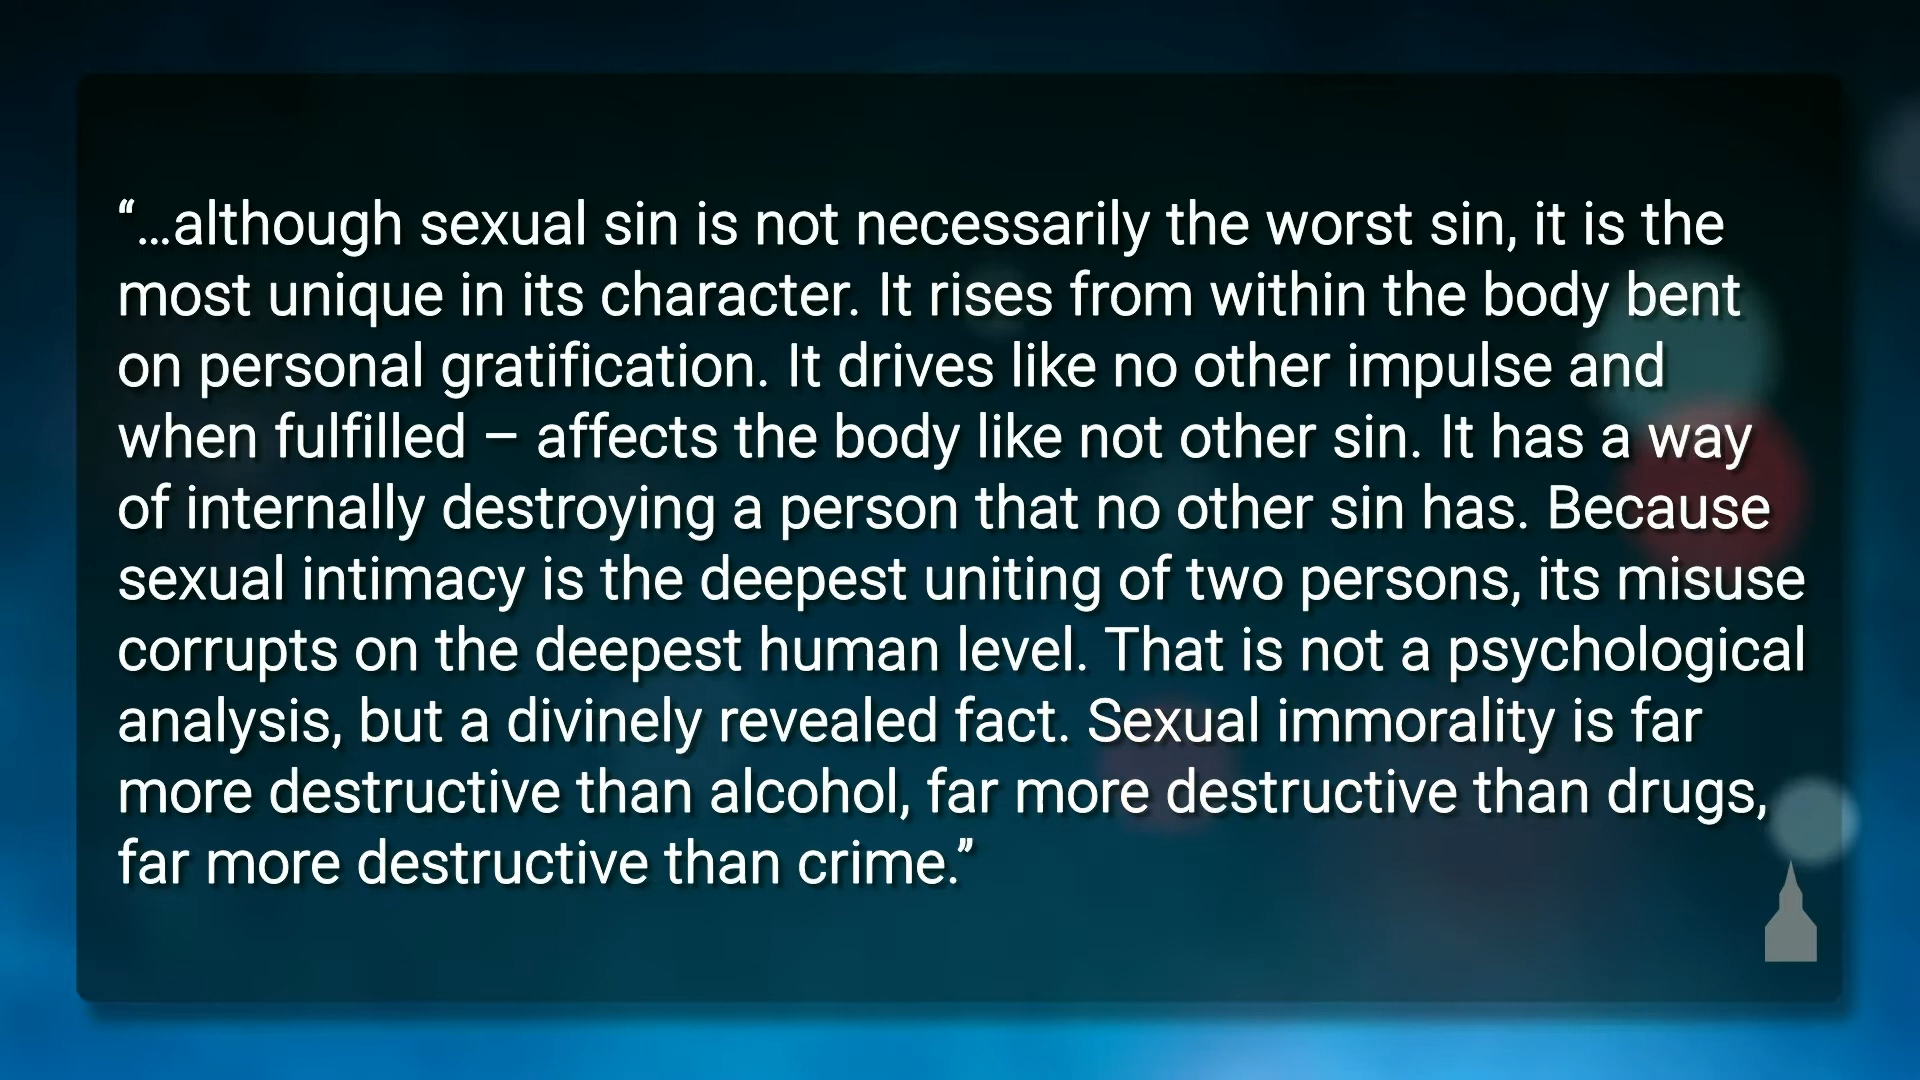 “...although sexual sin is not necessarily the worst sin, it is the
most unique in its character. It rises from within the body bent
on personal gratification. It drives like no other impulse and
when fulfilled – affects the body like not other sin. It has a way
of internally destroying a person that no other sin has. Because
sexual intimacy is the deepest uniting of two persons, its misuse
corrupts on the deepest human level. That is not a psychological
analysis, but a divinely revealed fact. Sexual immorality is far
more destructive than alcohol, far more destructive than drugs,
far more destructive than crime.”